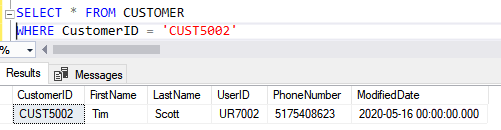 SELECT * FROM CUSTOMER
WHERE CustomerID = 'CUST5002'
%
Results Messages
CustomerID FirstName LastName UserID PhoneNumber ModifiedDate
CUST5002 Tim Scott UR7002 5175408623 2020-05-16 00:00:00.000